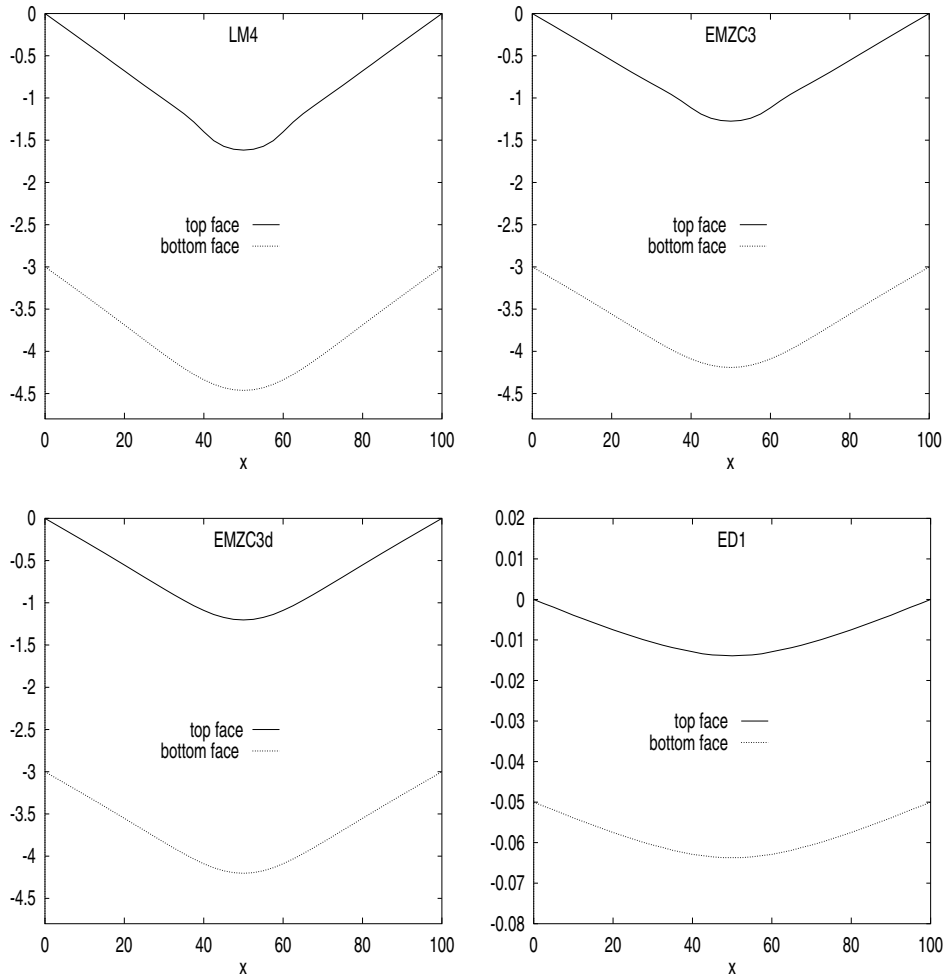 LM4
0
-0.5
-1
-1.5
-2
-2.5
-3
-3.5
-4
-4.5
top face
bottom face
0 20 40 60 80 100
x
EMZC3
0
-0.5
-1
-1.5
-2
-2.5
-3
-3.5
-4
-4.5
top face
bottom face
0 20 40 60 80 100
x
EMZC3d
0
-0.5
-1
-1.5
-2
-2.5
-3
-3.5
-4
-4.5
top face
bottom face
0 20 40 60 80 100
x
ED1
0.02
0.01
0
-0.01
-0.02
-0.03
-0.04
-0.05
-0.06
-0.07
-0.08
top face
bottom face
0 20 40 60 80 100
x